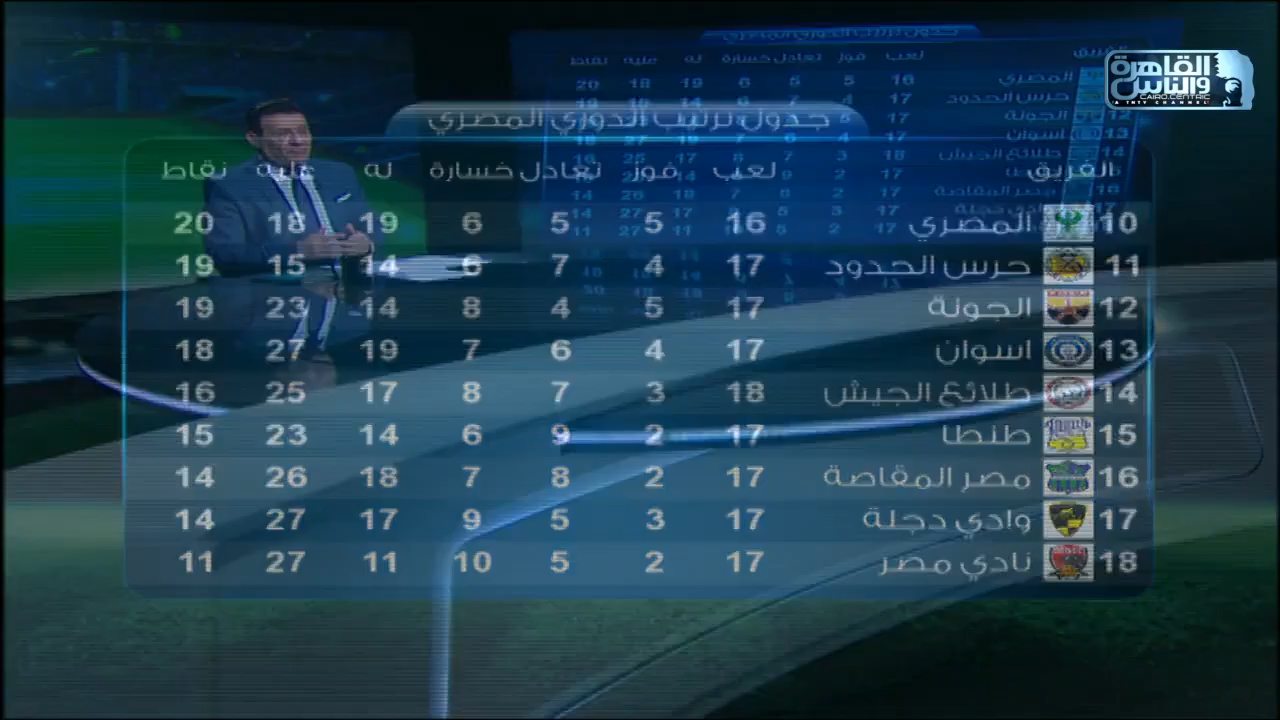 القاهرة
والناس
CAIRO.CENTRIC
A TNTV CHANNEL
جدول ترتيب الدوري المصري
الفريق لعب فوز تعادل خسارة له عليه نقاط
10 المصري 16 5 5 6 19 18 20
11 حرس الحدود 17 4 7 6 14 15 19
12 الجونة 17 5 4 8 14 23 19
13 اسوان 17 4 6 7 19 27 18
14 طلائع الجيش 18 3 7 8 17 25 16
15 طنطا 17 2 9 6 14 23 15
16 مصر المقاصة 17 2 8 7 18 26 14
17 وادي دجلة 17 3 5 9 17 27 14
18 نادي مصر 17 2 5 10 11 27 11